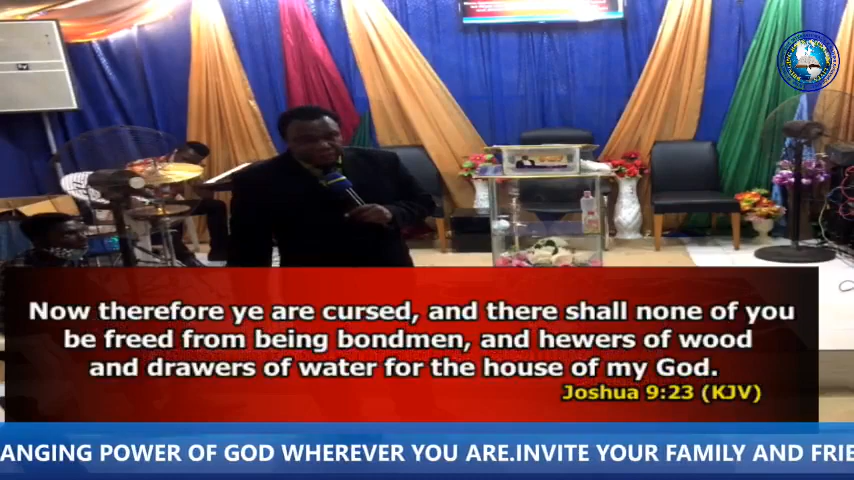 Now therefore ye are cursed, and there shall none of you
be freed from being bondmen, and hewers of wood
and drawers of water for the house of my God.
Joshua 9:23 (KJV)
ANGING POWER OF GOD WHEREVER YOU ARE.INVITE YOUR FAMILY AND FRIE